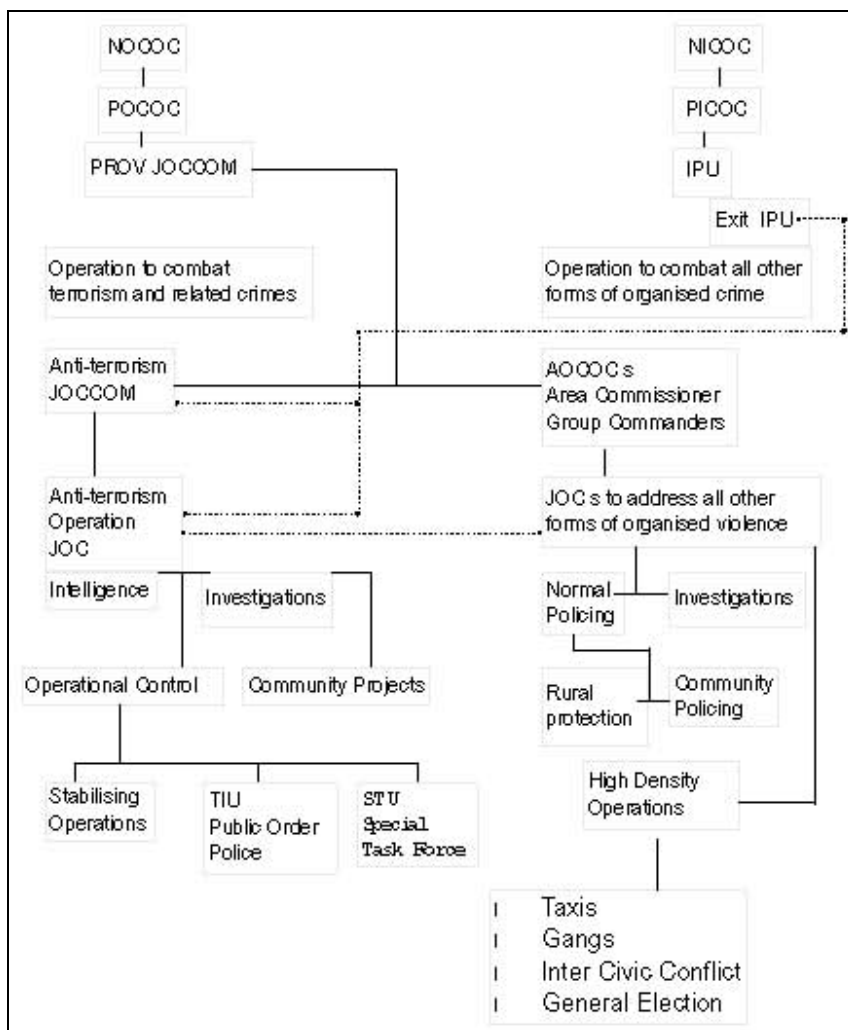 NOCOC
NICOC
POCOC
PICOC
PROV JOCCOM
IPU
Exit IPU
Operation to combat
terrorism and related crimes
Operation to combat all other
forms of organised crime
Anti-terrorism
JOCCOM
AOCOCs
Area Commissioner
Group Commanders
Anti-terrorism
Operation
JOC
JOCs to address all other
forms of organised violence
Intelligence
Investigations
Normal
Policing
Investigations
Operational Control
Community Projects
Rural
protection
Community
Policing
Stabilising
Operations
TIU
Public Order
Police
STU
Special
Task Force
High Density
Operations
l Taxis
l Gangs
l Inter Civic Conflict
l General Election